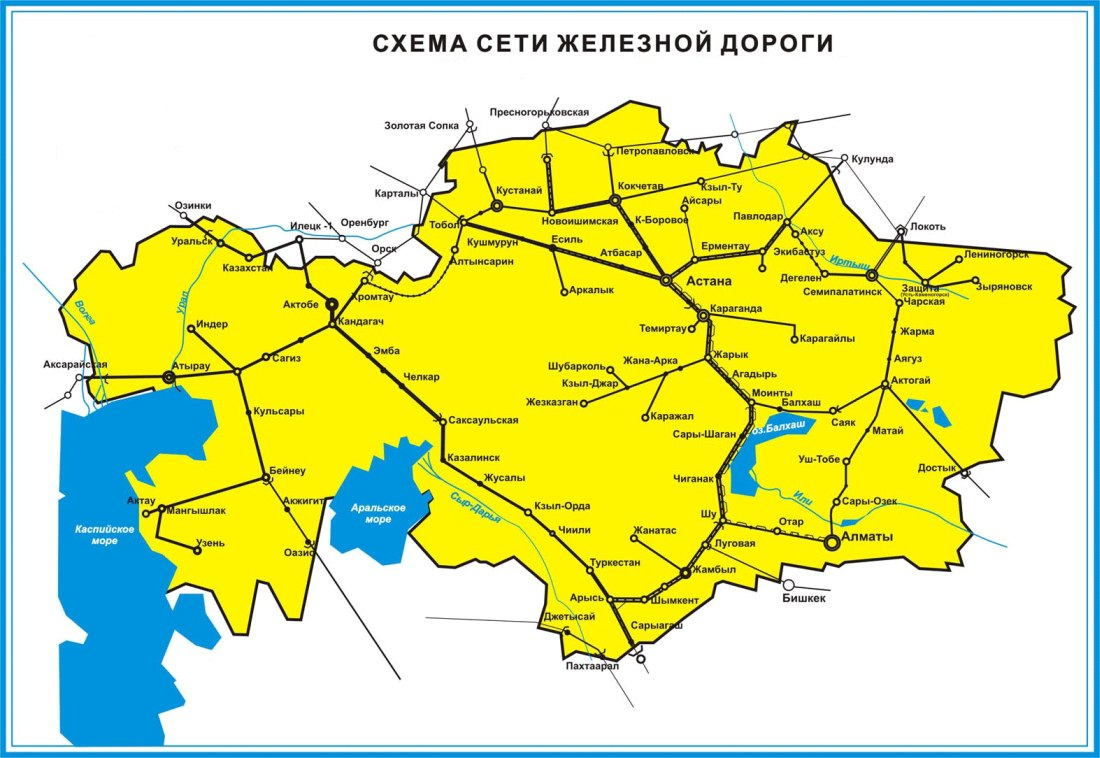 СХЕМА СЕТИ ЖЕЛЕЗНОЙ ДОРОГИ
Пресногорьковская
Золотая Сопка
Петропавловск
Кулунда
Карталы
Кустанай
Кокчетав
Кзыл-Ту
Айсары
Озинки
Илецк -1
Оренбург
Тобол
Новоишимская
К-Боровое
Павлодар
Аксу
Локоть
Уральск
Орск
Кушмурун
Есиль
Атбасар
Ерментау
Экибастуз
Иртыш
Лениногорск
Казахстан
Алтынсарин
Астана
Дегелен
Семипалатинск
Защита
(Усть-Каменогорск)
Зыряновск
Волга
Урал
Актобе
Хромтау
Аркалык
Чарская
Индер
Кандагач
Караганда
Темиртау
Карагайлы
Жарма
Аксарайская
Атырау
Сагиз
Эмба
Челкар
Шубарколь
Жана-Арка
Жарык
Аягуз
Кзыл-Джар
Агадырь
Актогай
Жезказган
Каражал
Моинты
Балхаш
Кульсары
Саксаульская
Сары-Шаган
оз.Балхаш
Саяк
Матай
Казалинск
Уш-Тобе
Достык
Бейнеу
Жусалы
Чиганак
Актау
Мангышлак
Акжигит
Аральское
море
Сыр-Дарья
Кзыл-Орда
Или
Сары-Озек
Каспийское
море
Узень
Оазис
Чиили
Жанатас
Шу
Отар
Алматы
Луговая
Туркестан
Жамбыл
Бишкек
Арысь
Шымкент
Джетысай
Сарыагаш
Пахтаарал